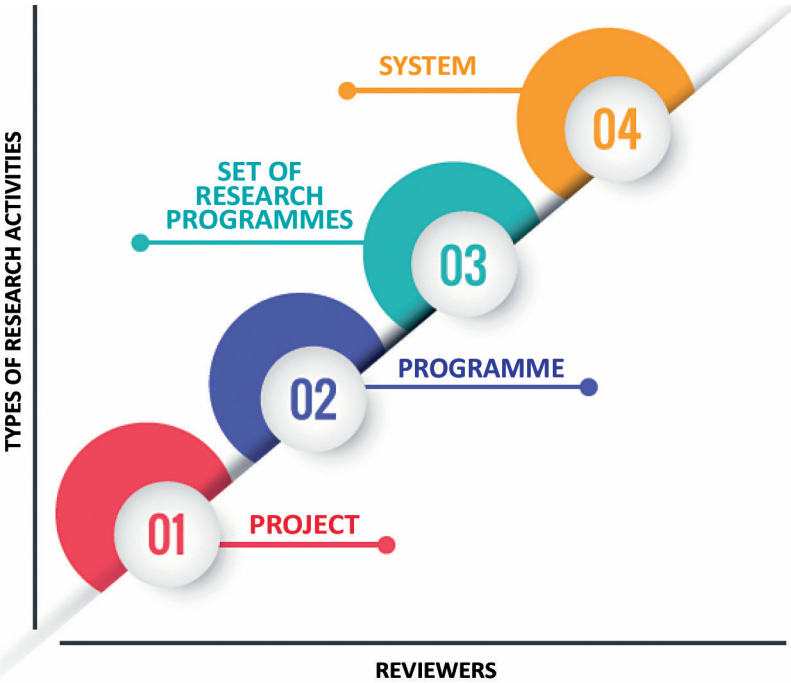 TYPES OF RESEARCH ACTIVITIES
SYSTEM
04
SET OF
RESEARCH
PROGRAMMES
03
PROGRAMME
02
PROJECT
01
REVIEWERS